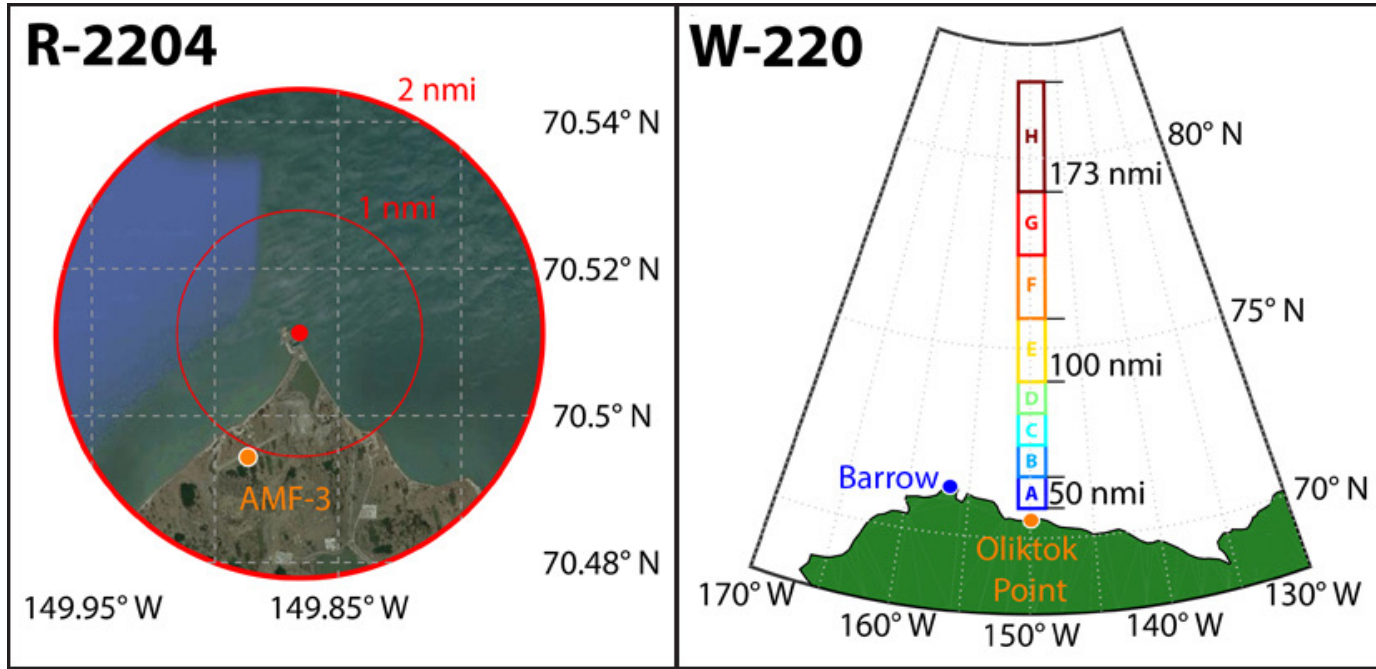 R-2204
2 nmi
70.54° N
1 nmi
70.52° N
70.5° N
AMF-3
70.48° N
149.95° W
149.85° W
W-220
H
80° N
173 nmi
G
F
75° N
E
100 nmi
D
C
B
Barrow
A
50 nmi
70° N
Oliktok
Point
170° W
160° W
150° W
140° W
130° W